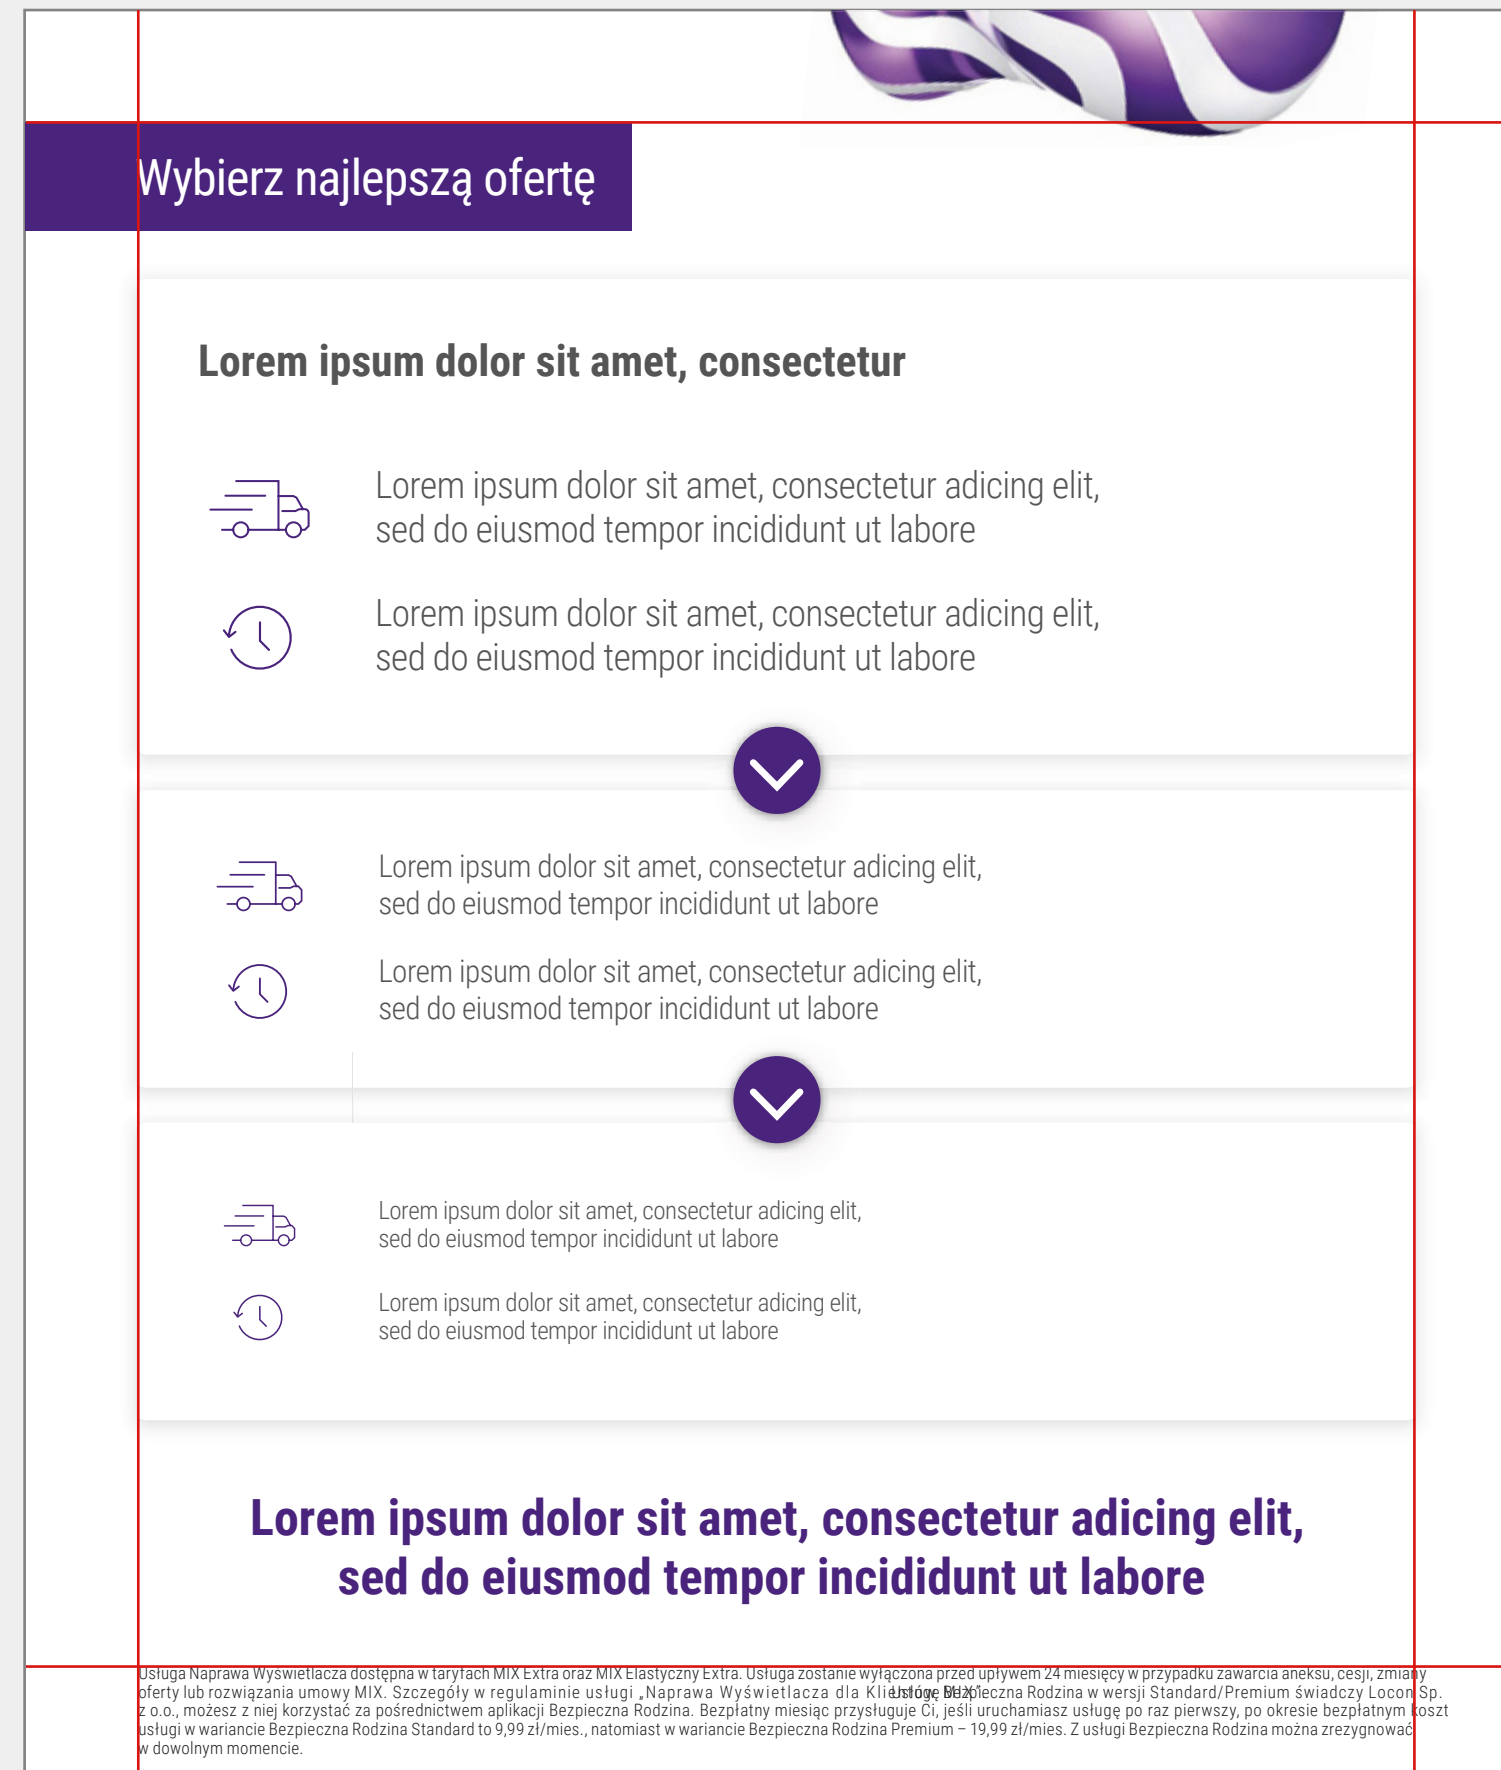 Wybierz najlepszą ofertę
Lorem ipsum dolor sit amet, consectetur
Lorem ipsum dolor sit amet, consectetur adicing elit,
sed do eiusmod tempor incididunt ut labore
Lorem ipsum dolor sit amet, consectetur adicing elit,
sed do eiusmod tempor incididunt ut labore
Lorem ipsum dolor sit amet, consectetur adicing elit,
sed do eiusmod tempor incididunt ut labore
Lorem ipsum dolor sit amet, consectetur adicing elit,
sed do eiusmod tempor incididunt ut labore
Lorem ipsum dolor sit amet, consectetur adicing elit,
sed do eiusmod tempor incididunt ut labore
Lorem ipsum dolor sit amet, consectetur adicing elit,
sed do eiusmod tempor incididunt ut labore
Lorem ipsum dolor sit amet, consectetur adicing elit,
sed do eiusmod tempor incididunt ut labore
Usługa Naprawa Wyświetlacza dostępna w taryfach MIX Extra oraz MIX Elastyczny Extra. Usługa zostanie wyłączona przed upływem 24 miesięcy w przypadku zawarcia aneksu, cesji, zmiany
oferty lub rozwiązania umowy MIX. Szczegóły w regulaminie usługi „Naprawa Wyświetlacza dla Klientów MIX”. Usługę Bezpieczna Rodzina w wersji Standard/Premium świadczy Locon Sp.
z o.o., możesz z niej korzystać za pośrednictwem aplikacji Bezpieczna Rodzina. Bezpłatny miesiąc przysługuje Ci, jeśli uruchamiasz usługę po raz pierwszy, po okresie bezpłatnym koszt
usługi w wariancie Bezpieczna Rodzina Standard to 9,99 zł/mies., natomiast w wariancie Bezpieczna Rodzina Premium – 19,99 zł/mies. Z usługi Bezpieczna Rodzina można zrezygnować
w dowolnym momencie.